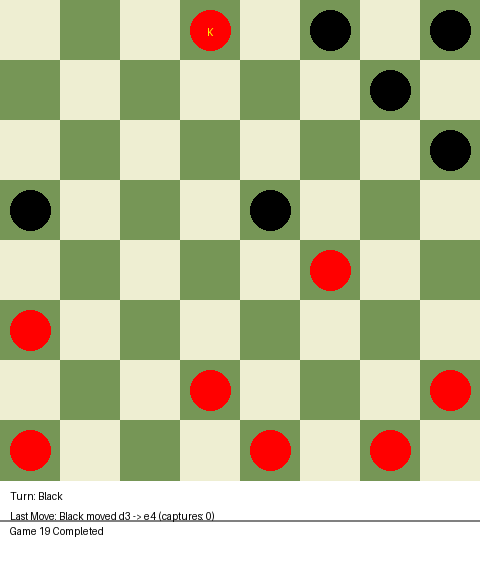 K
Turn: Black
Last Move: Black moved d3 -> e4 (captures: 0)
Game 19 Completed